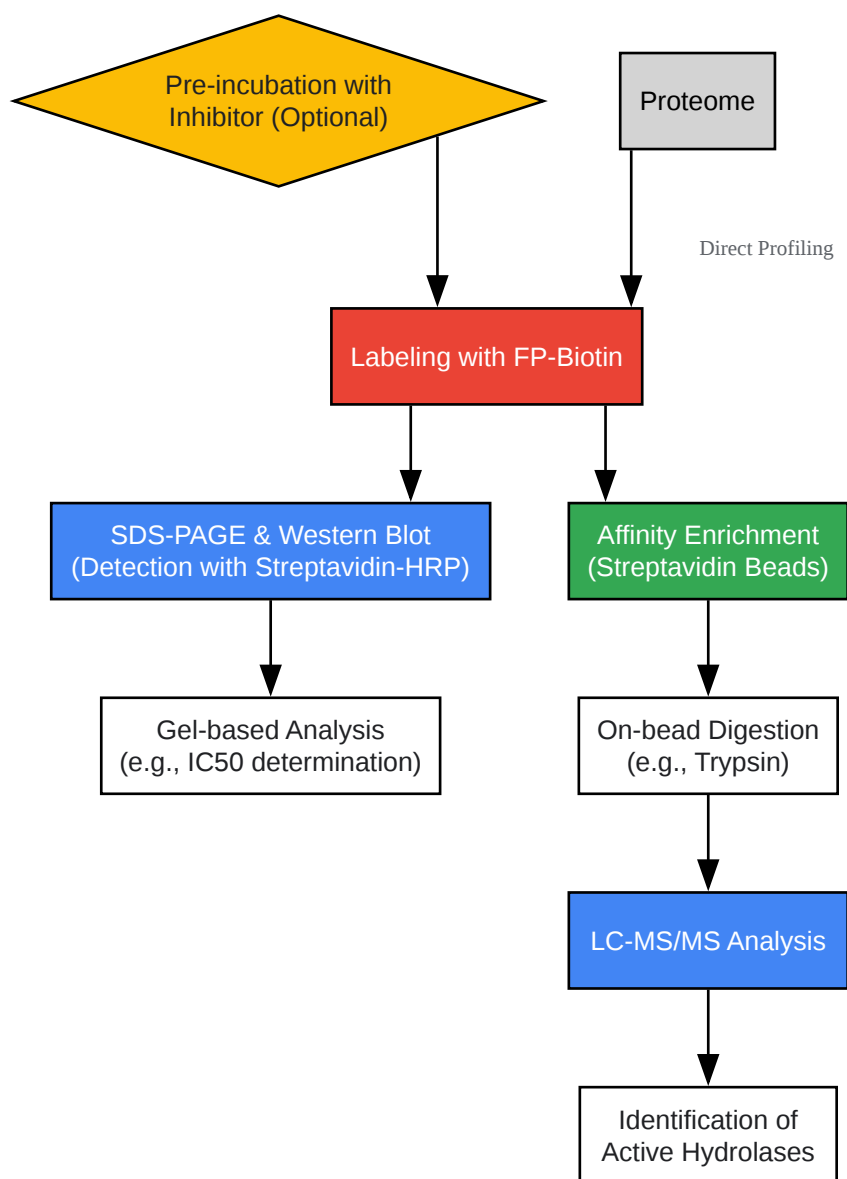 Pre-incubation with
Inhibitor (Optional)
Proteome
Direct Profiling
Labeling with FP-Biotin
SDS-PAGE & Western Blot
(Detection with Streptavidin-HRP)
Affinity Enrichment
(Streptavidin Beads)
Gel-based Analysis
(e.g., IC50 determination)
On-bead Digestion
(e.g., Trypsin)
LC-MS/MS Analysis
Identification of
Active Hydrolases